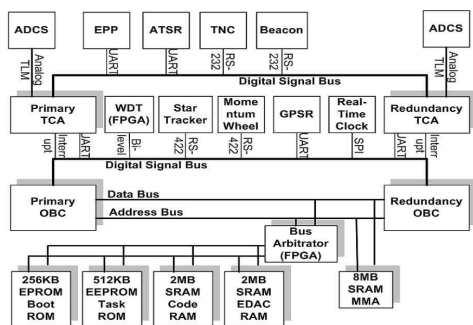 ADCS
EPP
ATSR
TNC
Beacon
ADCS
Analog
TLM
UART
UART
RS-
232
RS-
232
Analog
TLM
Digital Signal Bus
Primary
TCA
WDT
(FPGA)
Star
Tracker
Mome
ntum
Wheel
GPSR
Real-
Time
Clock
Redundancy
TCA
Interr
upt
UART
Bi-
level
RS-
422
RS-
422
UART
SPI
UART
Interr
upt
Digital Signal Bus
Primary
OBC
Data Bus
Address Bus
Redundancy
OBC
Bus
Arbitrator
(FPGA)
256KB
EPROM
Boot
ROM
512KB
EEPROM
Task
ROM
2MB
SRAM
Code
RAM
2MB
SRAM
EDAC
RAM
8MB
SRAM
MMA